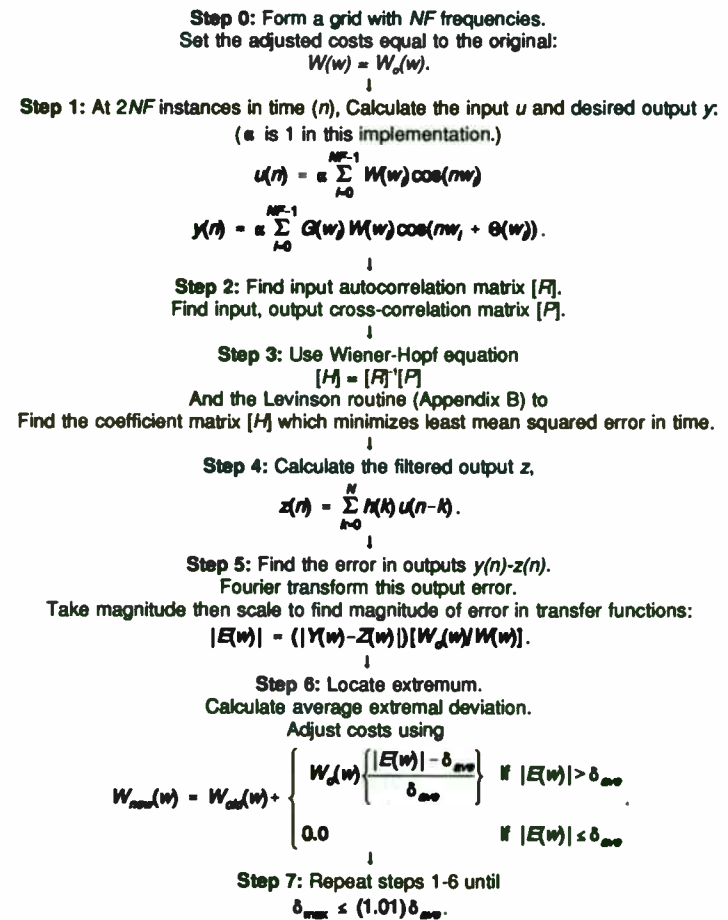 Step 0: Form a grid with NF frequencies.
Set the adjusted costs equal to the original:
W(w) = W₀(w).
↓
Step 1: At 2NF instances in time (n), Calculate the input u and desired output y:
(α is 1 in this implementation.)
u(n) = α Σ_{i=0}^{NF-1} W(wᵢ)cos(nwᵢ)
y(n) = α Σ_{i=0}^{NF-1} G(wᵢ)W(wᵢ)cos(nwᵢ + Θ(wᵢ)).
↓
Step 2: Find input autocorrelation matrix [R].
Find input, output cross-correlation matrix [P].
↓
Step 3: Use Wiener-Hopf equation
[H] = [R]⁻¹[P]
And the Levinson routine (Appendix B) to
Find the coefficient matrix [H] which minimizes least mean squared error in time.
↓
Step 4: Calculate the filtered output z,
z(n) = Σ_{k=0}^{N} h(k)u(n-k).
↓
Step 5: Find the error in outputs y(n)-z(n).
Fourier transform this output error.
Take magnitude then scale to find magnitude of error in transfer functions:
|E(w)| = (|Y(w)-Z(w)|)[W₀(w)/W(w)].
↓
Step 6: Locate extremum.
Calculate average extremal deviation.
Adjust costs using
W_new(w) = W_old(w)+ { W₀(w){(|E(w)| - δ_ave)/δ_ave} If |E(w)|>δ_ave
0.0 If |E(w)| ≤ δ_ave .
↓
Step 7: Repeat steps 1-6 until
δ_max ≤ (1.01)δ_ave.